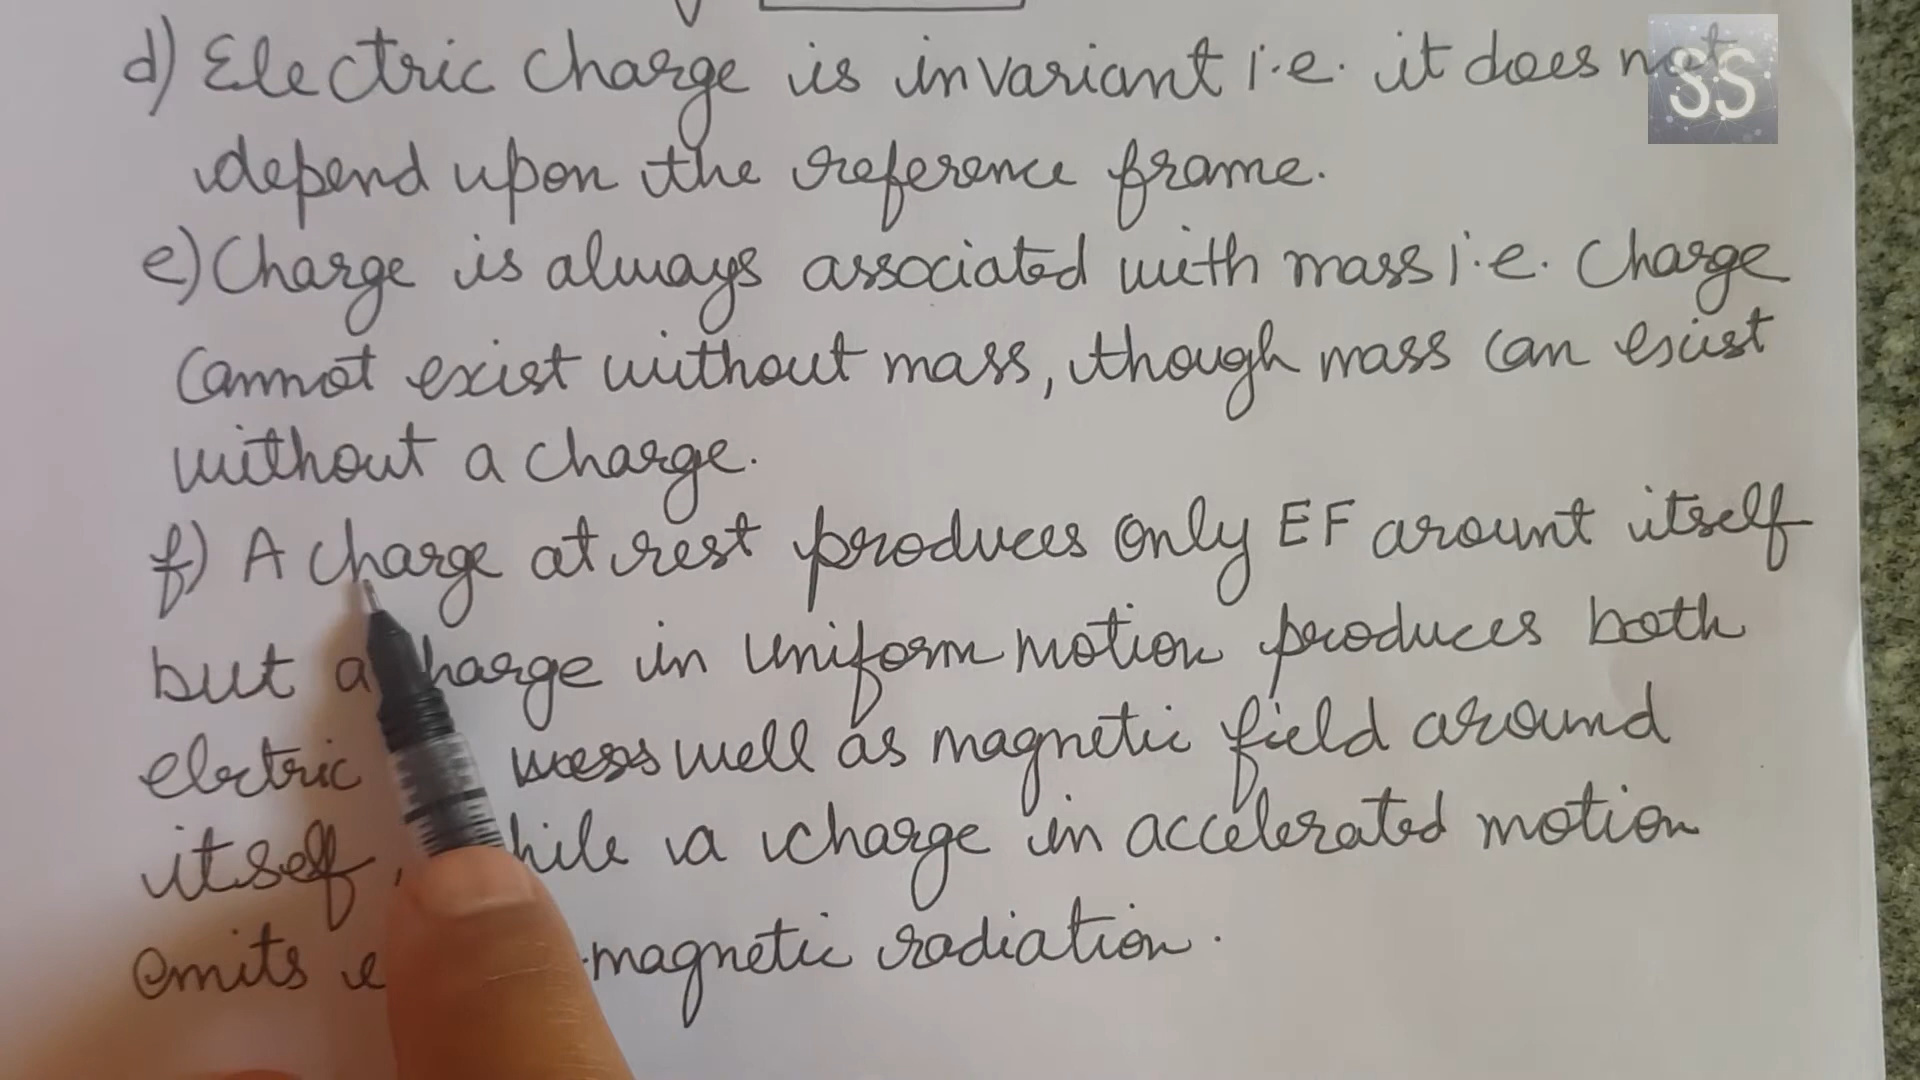 d) Electric charge is invariant i.e. it does not
SS
depend upon the reference frame.
e) Charge is always associated with mass i.e. Charge
cannot exist without mass, though mass can exist
without a charge.
f) A charge at rest produces only EF arount itself
but a charge in uniform motion produces both
electric well as magnetic field around
itself, while a charge in accelerated motion
emits magnetic radiation.